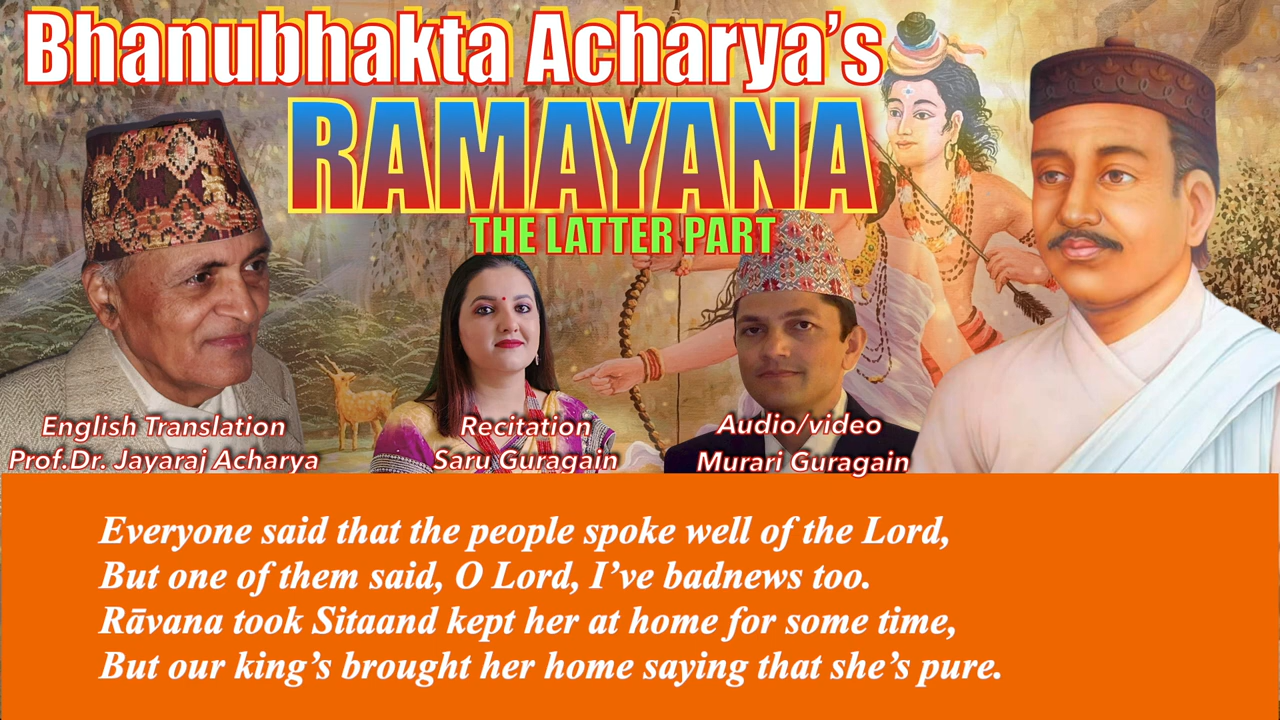 Bhanubhakta Acharya's
RAMAYANA
THE LATTER PART
English Translation
Prof.Dr. Jayaraj Acharya
Recitation
Saru Guragain
Audio/video
Murari Guragain
Everyone said that the people spoke well of the Lord,
But one of them said, O Lord, I've badnews too.
Rāvana took Sitaand kept her at home for some time,
But our king's brought her home saying that she's pure.